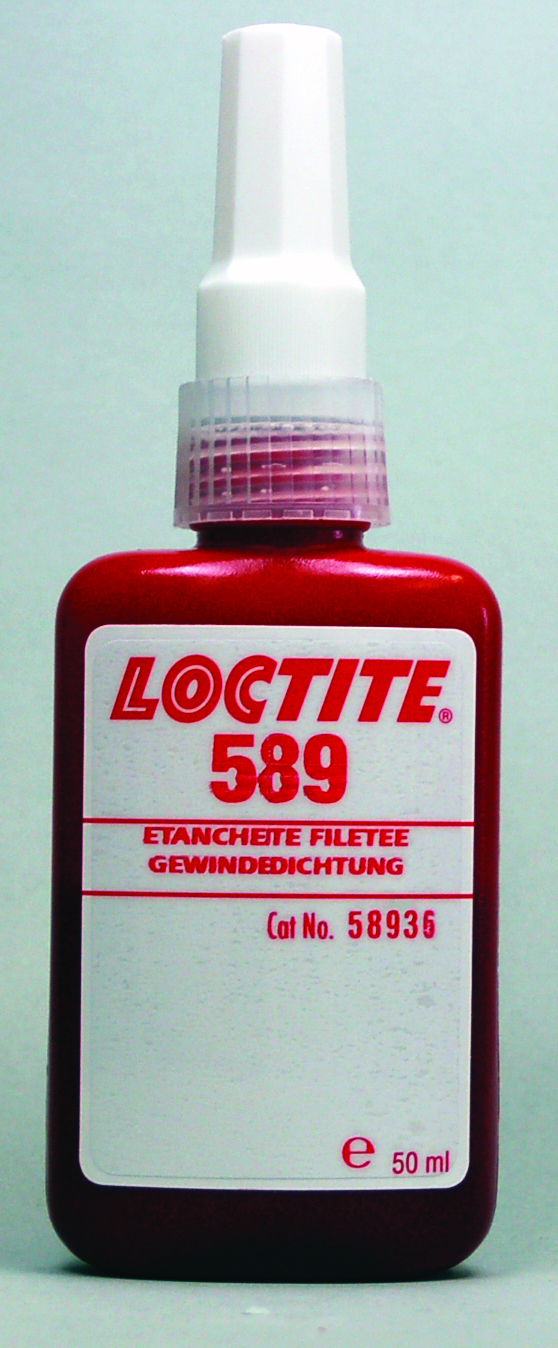 LOCTITE®
589
ETANCHEITE FILETEE
GEWINDEDICHTUNG
Cat No. 58936
e 50 ml